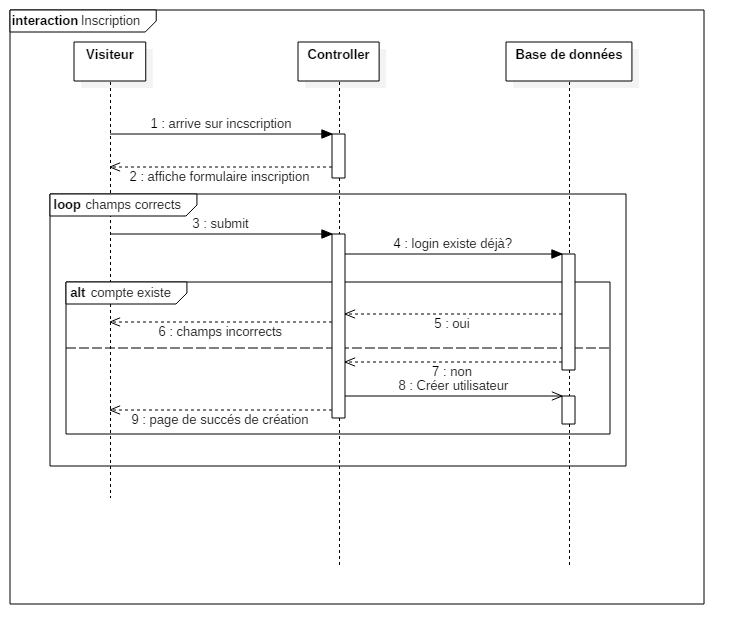 interaction Inscription
Visiteur
Controller
Base de données
1 : arrive sur incscription
2 : affiche formulaire inscription
loop champs corrects
3 : submit
4 : login existe déjà?
alt compte existe
5 : oui
6 : champs incorrects
7 : non
8 : Créer utilisateur
9 : page de succés de création